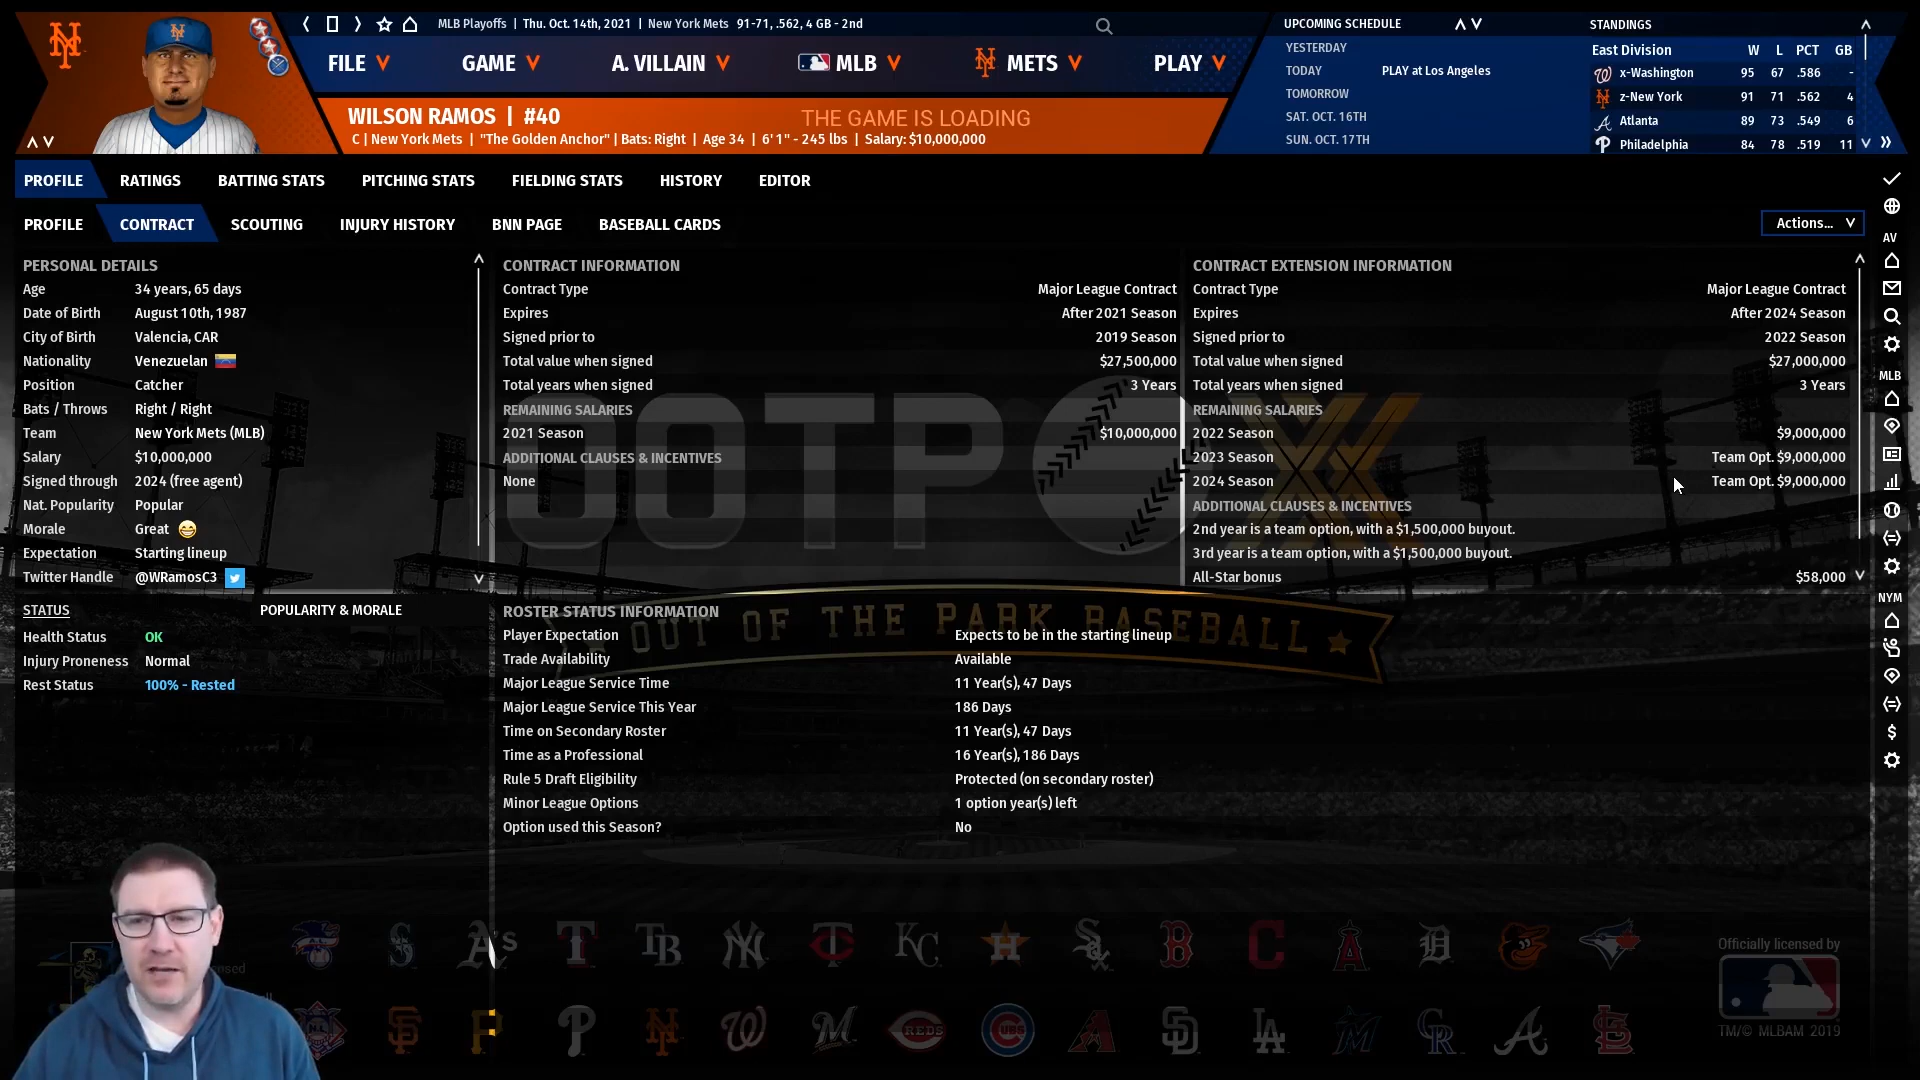 MLB Playoffs | Thu. Oct. 14th, 2021 | New York Mets 91-71, .562, 4 GB - 2nd
FILE
GAME
A. VILLAIN
MLB
METS
PLAY
WILSON RAMOS | #40
THE GAME IS LOADING
C | New York Mets | "The Golden Anchor" | Bats: Right | Age 34 | 6' 1" - 245 lbs | Salary: $10,000,000
UPCOMING SCHEDULE
YESTERDAY
TODAY PLAY at Los Angeles
TOMORROW
SAT. OCT. 16TH
SUN. OCT. 17TH
STANDINGS
East Division W L PCT GB
x-Washington 95 67 .586 -
z-New York 91 71 .562 4
Atlanta 89 73 .549 6
Philadelphia 84 78 .519 11
PROFILE RATINGS BATTING STATS PITCHING STATS FIELDING STATS HISTORY EDITOR
PROFILE CONTRACT SCOUTING INJURY HISTORY BNN PAGE BASEBALL CARDS
Actions...
PERSONAL DETAILS
Age 34 years, 65 days
Date of Birth August 10th, 1987
City of Birth Valencia, CAR
Nationality Venezuelan
Position Catcher
Bats / Throws Right / Right
Team New York Mets (MLB)
Salary $10,000,000
Signed through 2024 (free agent)
Nat. Popularity Popular
Morale Great
Expectation Starting lineup
Twitter Handle @WRamosC3
STATUS
POPULARITY & MORALE
Health Status OK
Injury Proneness Normal
Rest Status 100% - Rested
CONTRACT INFORMATION
Contract Type Major League Contract
Expires After 2021 Season
Signed prior to 2019 Season
Total value when signed $27,500,000
Total years when signed 3 Years
REMAINING SALARIES
2021 Season $10,000,000
ADDITIONAL CLAUSES & INCENTIVES
None
CONTRACT EXTENSION INFORMATION
Contract Type Major League Contract
Expires After 2024 Season
Signed prior to 2022 Season
Total value when signed $27,000,000
Total years when signed 3 Years
REMAINING SALARIES
2022 Season $9,000,000
2023 Season Team Opt. $9,000,000
2024 Season Team Opt. $9,000,000
ADDITIONAL CLAUSES & INCENTIVES
2nd year is a team option, with a $1,500,000 buyout.
3rd year is a team option, with a $1,500,000 buyout.
All-Star bonus $58,000
ROSTER STATUS INFORMATION
Player Expectation Expects to be in the starting lineup
Trade Availability Available
Major League Service Time 11 Year(s), 47 Days
Major League Service This Year 186 Days
Time on Secondary Roster 11 Year(s), 47 Days
Time as a Professional 16 Year(s), 186 Days
Rule 5 Draft Eligibility Protected (on secondary roster)
Minor League Options 1 option year(s) left
Option used this Season? No
AV
MLB
NYM
OOTP XX
OUT OF THE PARK BASEBALL
REDS
CUBS
Officially licensed by
TM/© MLBAM 2019